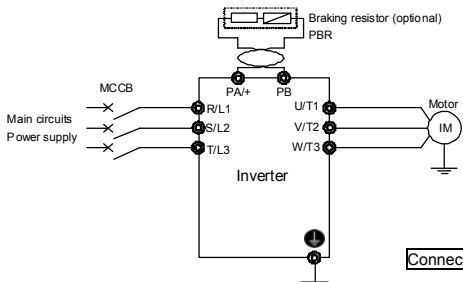 Braking resistor (optional)
PBR
PA/+ PB
MCCB
R/L1 U/T1 Motor
Main circuits
Power supply
S/L2 V/T2 IM
T/L3 W/T3
Inverter
Connec